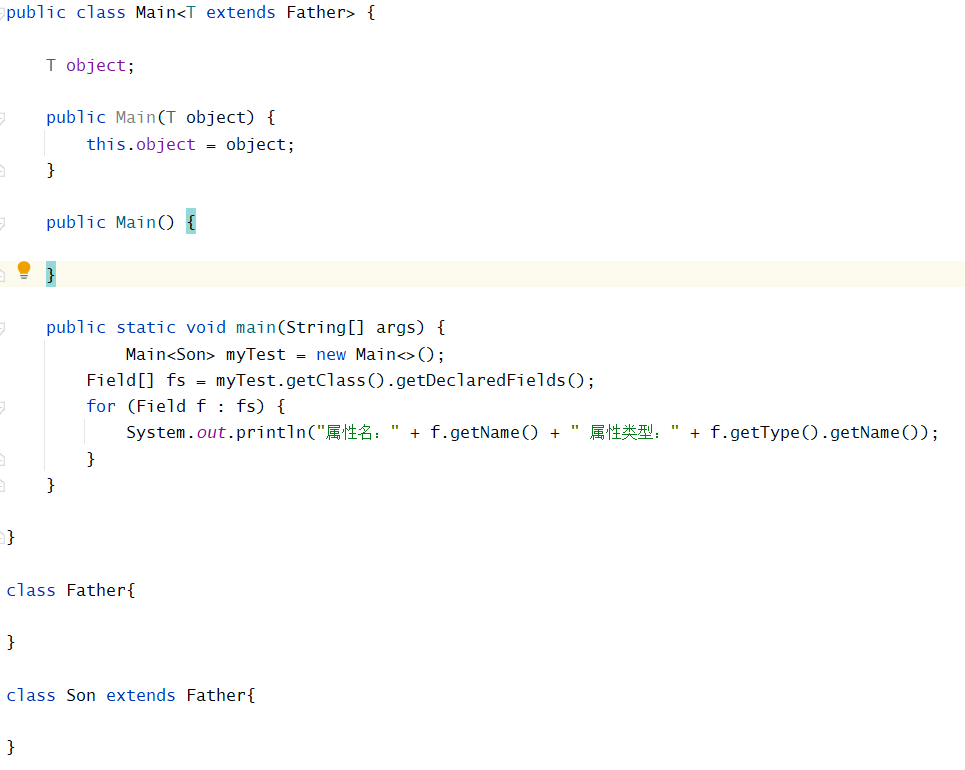 public class Main<T extends Father> {
T object;
public Main(T object) {
this.object = object;
}
public Main() {
}
public static void main(String[] args) {
Main<Son> myTest = new Main<>();
Field[] fs = myTest.getClass().getDeclaredFields();
for (Field f : fs) {
System.out.println("属性名：" + f.getName() + " 属性类型：" + f.getType().getName());
}
}
}
class Father{
}
class Son extends Father{
}